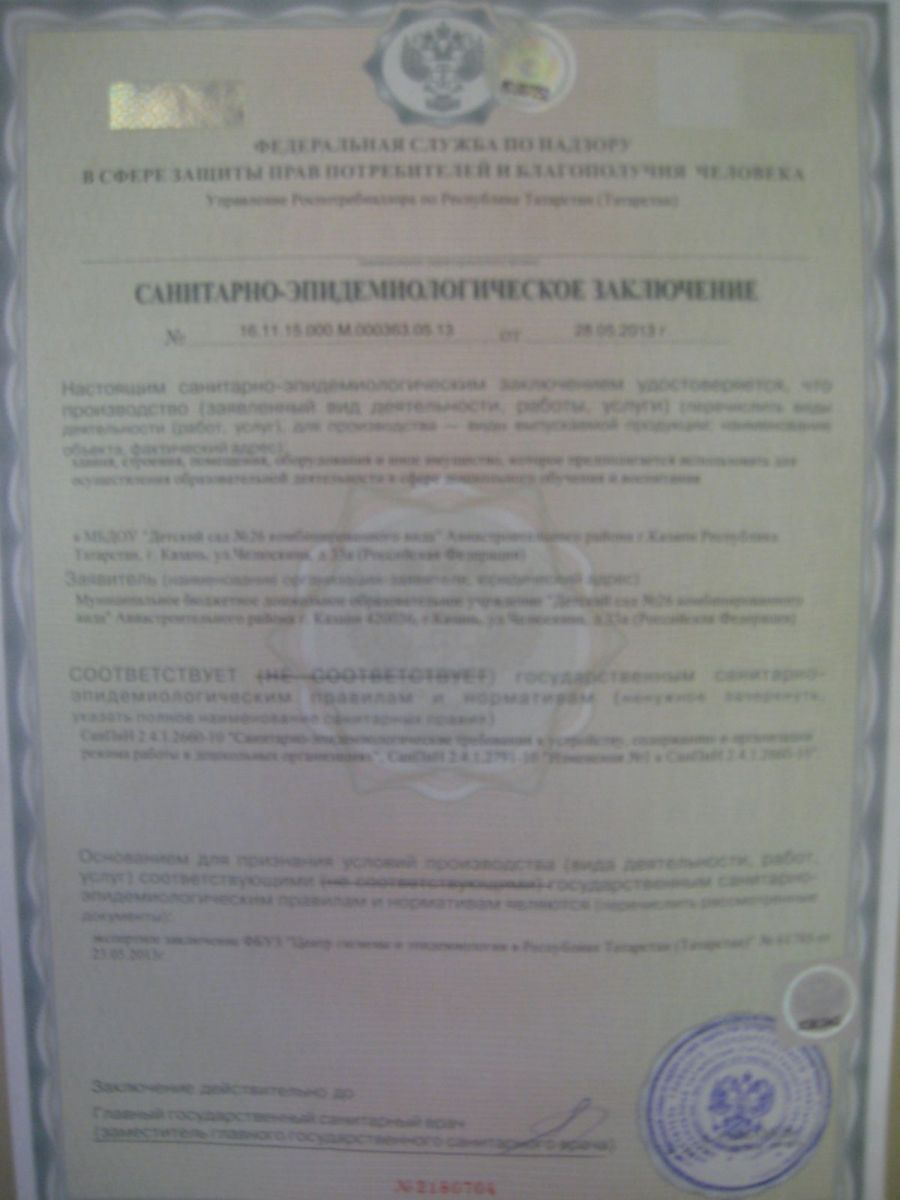 ФЕДЕРАЛЬНАЯ СЛУЖБА ПО НАДЗОРУ
В СФЕРЕ ЗАЩИТЫ ПРАВ ПОТРЕБИТЕЛЕЙ И БЛАГОПОЛУЧИЯ ЧЕЛОВЕКА
Управление Роспотребнадзора по Республике Татарстан (Татарстан)
САНИТАРНО-ЭПИДЕМИОЛОГИЧЕСКОЕ ЗАКЛЮЧЕНИЕ
№ 16.11.15.000.М.000363.05.13 от 28.05.2013 г
Настоящим санитарно-эпидемиологическим заключением удостоверяется, что
производство (заявленный вид деятельности, работы, услуги) (перечислить виды
деятельности (работ, услуг), для производства — виды выпускаемой продукции; наименование
объекта, фактический адрес):
здания, строения, помещения, оборудования и иное имущество, которое предполагается использовать для
осуществления образовательной деятельности в сфере дошкольного обучения и воспитания
в МБДОУ "Детский сад №26 комбинированного вида" Авиастроительного района г.Казани Республика
Татарстан, г. Казань, ул.Челюскина, д.33а (Российская Федерация)
Заявитель (наименование организации-заявителя, юридический адрес)
Муниципальное бюджетное дошкольное образовательное учреждение "Детский сад №26 комбинированного
вида" Авиастроительного района г. Казани 420036, г.Казань, ул.Челюскина, д.33а (Российская Федерация)
СООТВЕТСТВУЕТ (НЕ СООТВЕТСТВУЕТ) государственным санитарно-
эпидемиологическим правилам и нормативам (ненужное зачеркнуть,
указать полное наименование санитарных правил)
СанПиН 2.4.1.2660-10 "Санитарно-эпидемиологические требования к устройству, содержанию и организации
режима работы в дошкольных организациях", СанПиН 2.4.1.2791-10 "Изменения №1 к СанПиН 2.4.1.2660-10".
Основанием для признания условий производства (вида деятельности, работ,
услуг) соответствующими (не соответствующими) государственным санитарно-
эпидемиологическим правилам и нормативам являются (перечислить рассмотренные
документы):
экспертное заключение ФБУЗ "Центр гигиены и эпидемиологии в Республике Татарстан (Татарстан)" № от
23.05.2013г.
Заключение действительно до
Главный государственный санитарный врач
(заместитель главного государственного санитарного врача)
№2180704